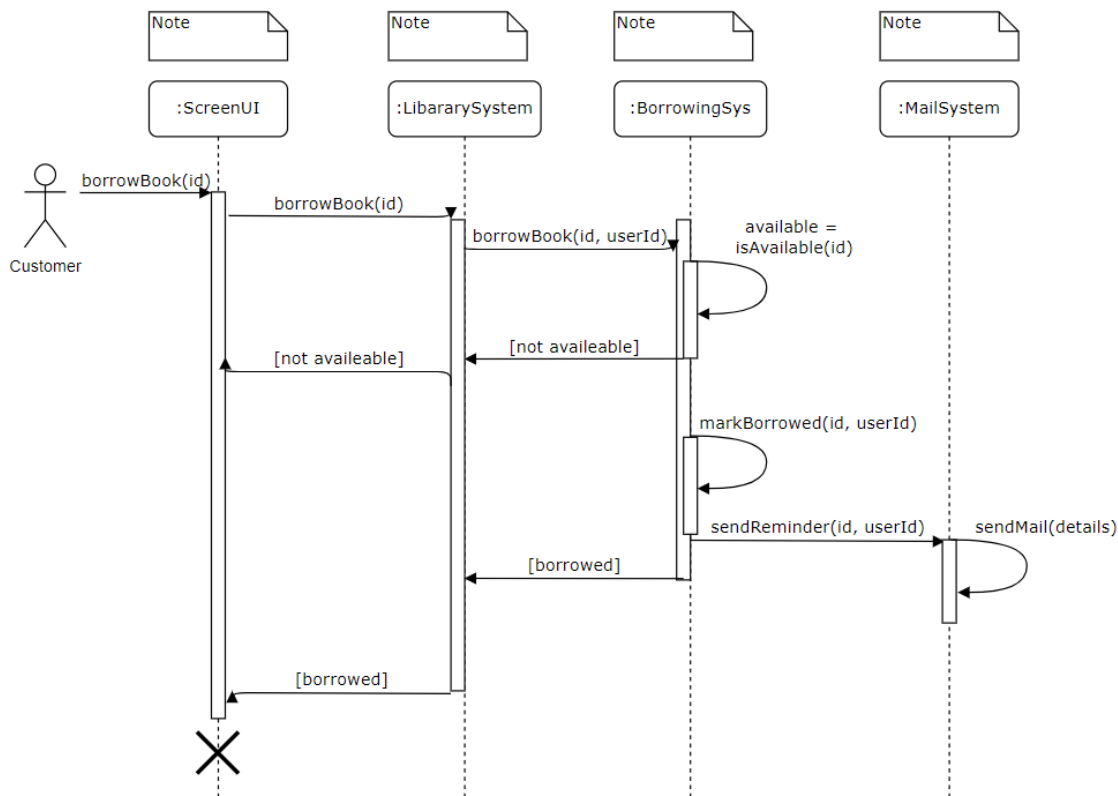 Note
Note
Note
Note
:ScreenUI
:LibararySystem
:BorrowingSys
:MailSystem
borrowBook(id)
Customer
borrowBook(id)
borrowBook(id, userId)
available =
isAvailable(id)
[not availeable]
[not availeable]
markBorrowed(id, userId)
sendReminder(id, userId)
sendMail(details)
[borrowed]
[borrowed]